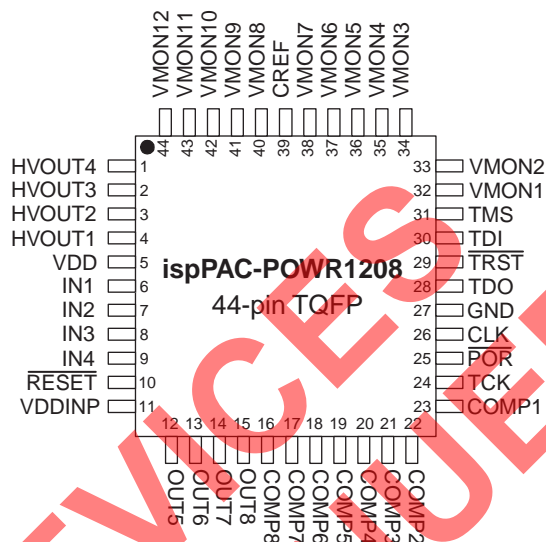 VMON12
VMON11
VMON10
VMON9
VMON8
CREF
VMON7
VMON6
VMON5
VMON4
VMON3
44
43
42
41
40
39
38
37
36
35
34
HVOUT4 1
HVOUT3 2
HVOUT2 3
HVOUT1 4
VDD 5
IN1 6
IN2 7
IN3 8
IN4 9
RESET 10
VDDINP 11
ispPAC-POWR1208
44-pin TQFP
33 VMON2
32 VMON1
31 TMS
30 TDI
29 TRST
28 TDO
27 GND
26 CLK
25 POR
24 TCK
23 COMP1
12
13
14
15
16
17
18
19
20
21
22
OUT5
OUT6
OUT7
OUT8
COMP8
COMP7
COMP6
COMP5
COMP4
COMP3
COMP2